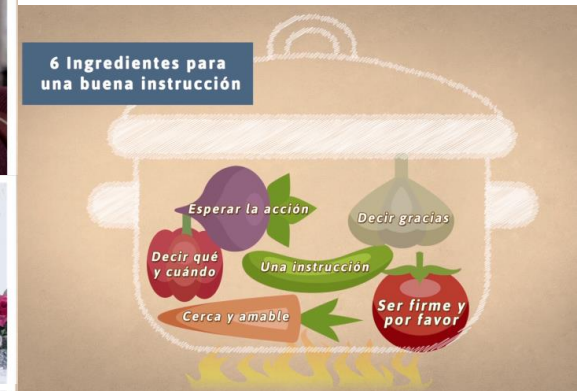 6 Ingredientes para
una buena instrucción
Esperar la acción
Decir gracias
Decir qué
y cuándo
Una instrucción
Cerca y amable
Ser firme y
por favor